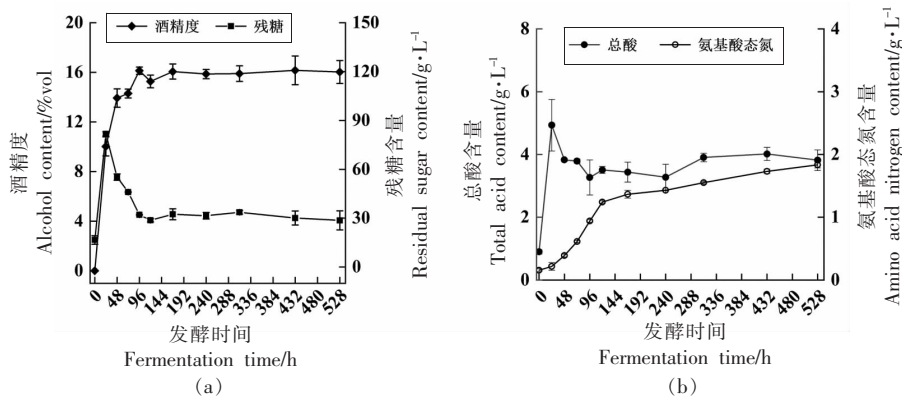 酒精度 残糖
酒精度
Alcohol content/%vol
20
16
12
8
4
0
150
120
90
60
30
0
残糖含量
Residual sugar content/g·L⁻¹
0 48 96 144 192 240 288 336 384 432 480 528
发酵时间
Fermentation time/h
(a)
总酸 氨基酸态氮
总酸含量
Total acid content/g·L⁻¹
8
6
4
2
0
4
3
2
1
0
氨基酸态氮含量
Amino acid nitrogen content/g·L⁻¹
0 48 96 144 192 240 288 336 384 432 480 528
发酵时间
Fermentation time/h
(b)